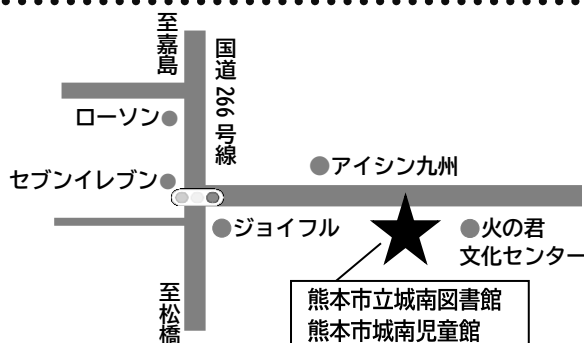 至嘉島
国道 266 号線
ローソン
アイシン九州
セブンイレブン
ジョイフル
火の君
文化センター
至松橋
熊本市立城南図書館
熊本市城南児童館